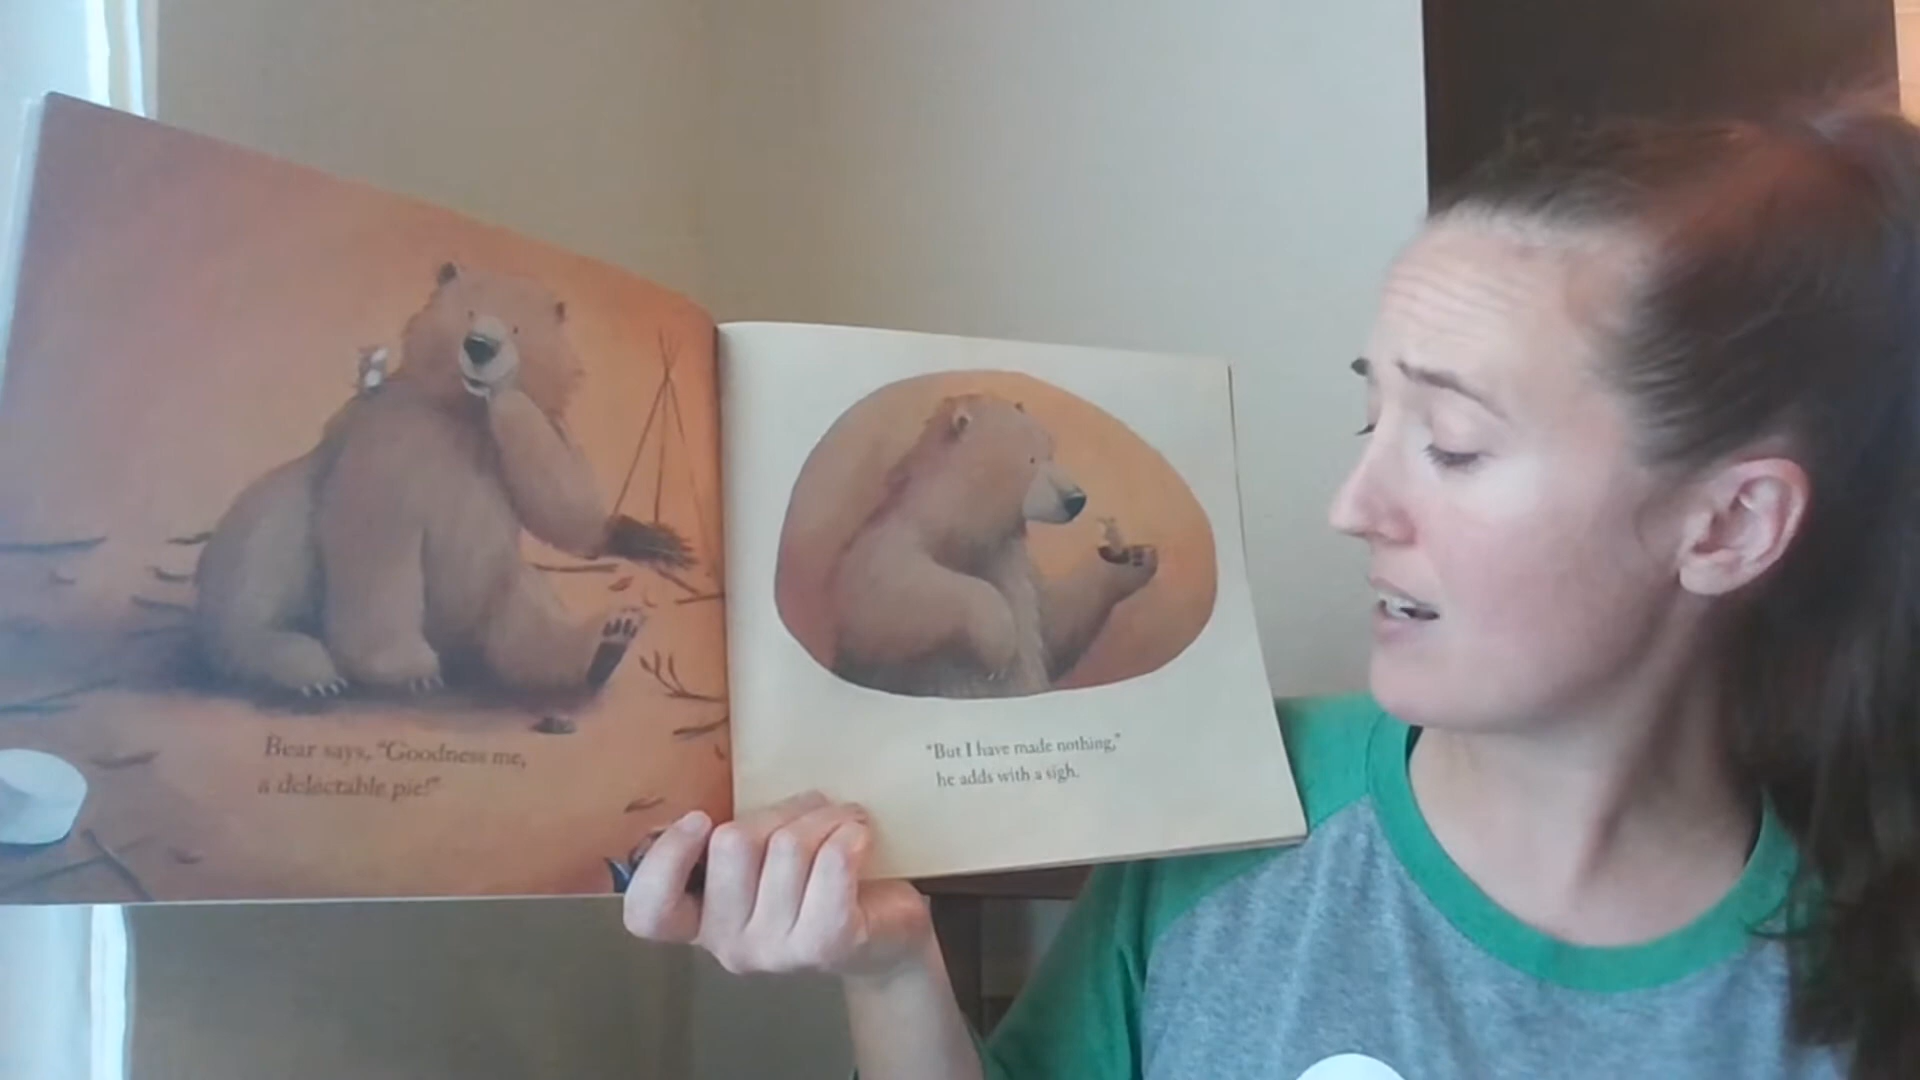 Bear says, "Goodness me,
a delectable pie!"
"But I have made nothing,"
he adds with a sigh.